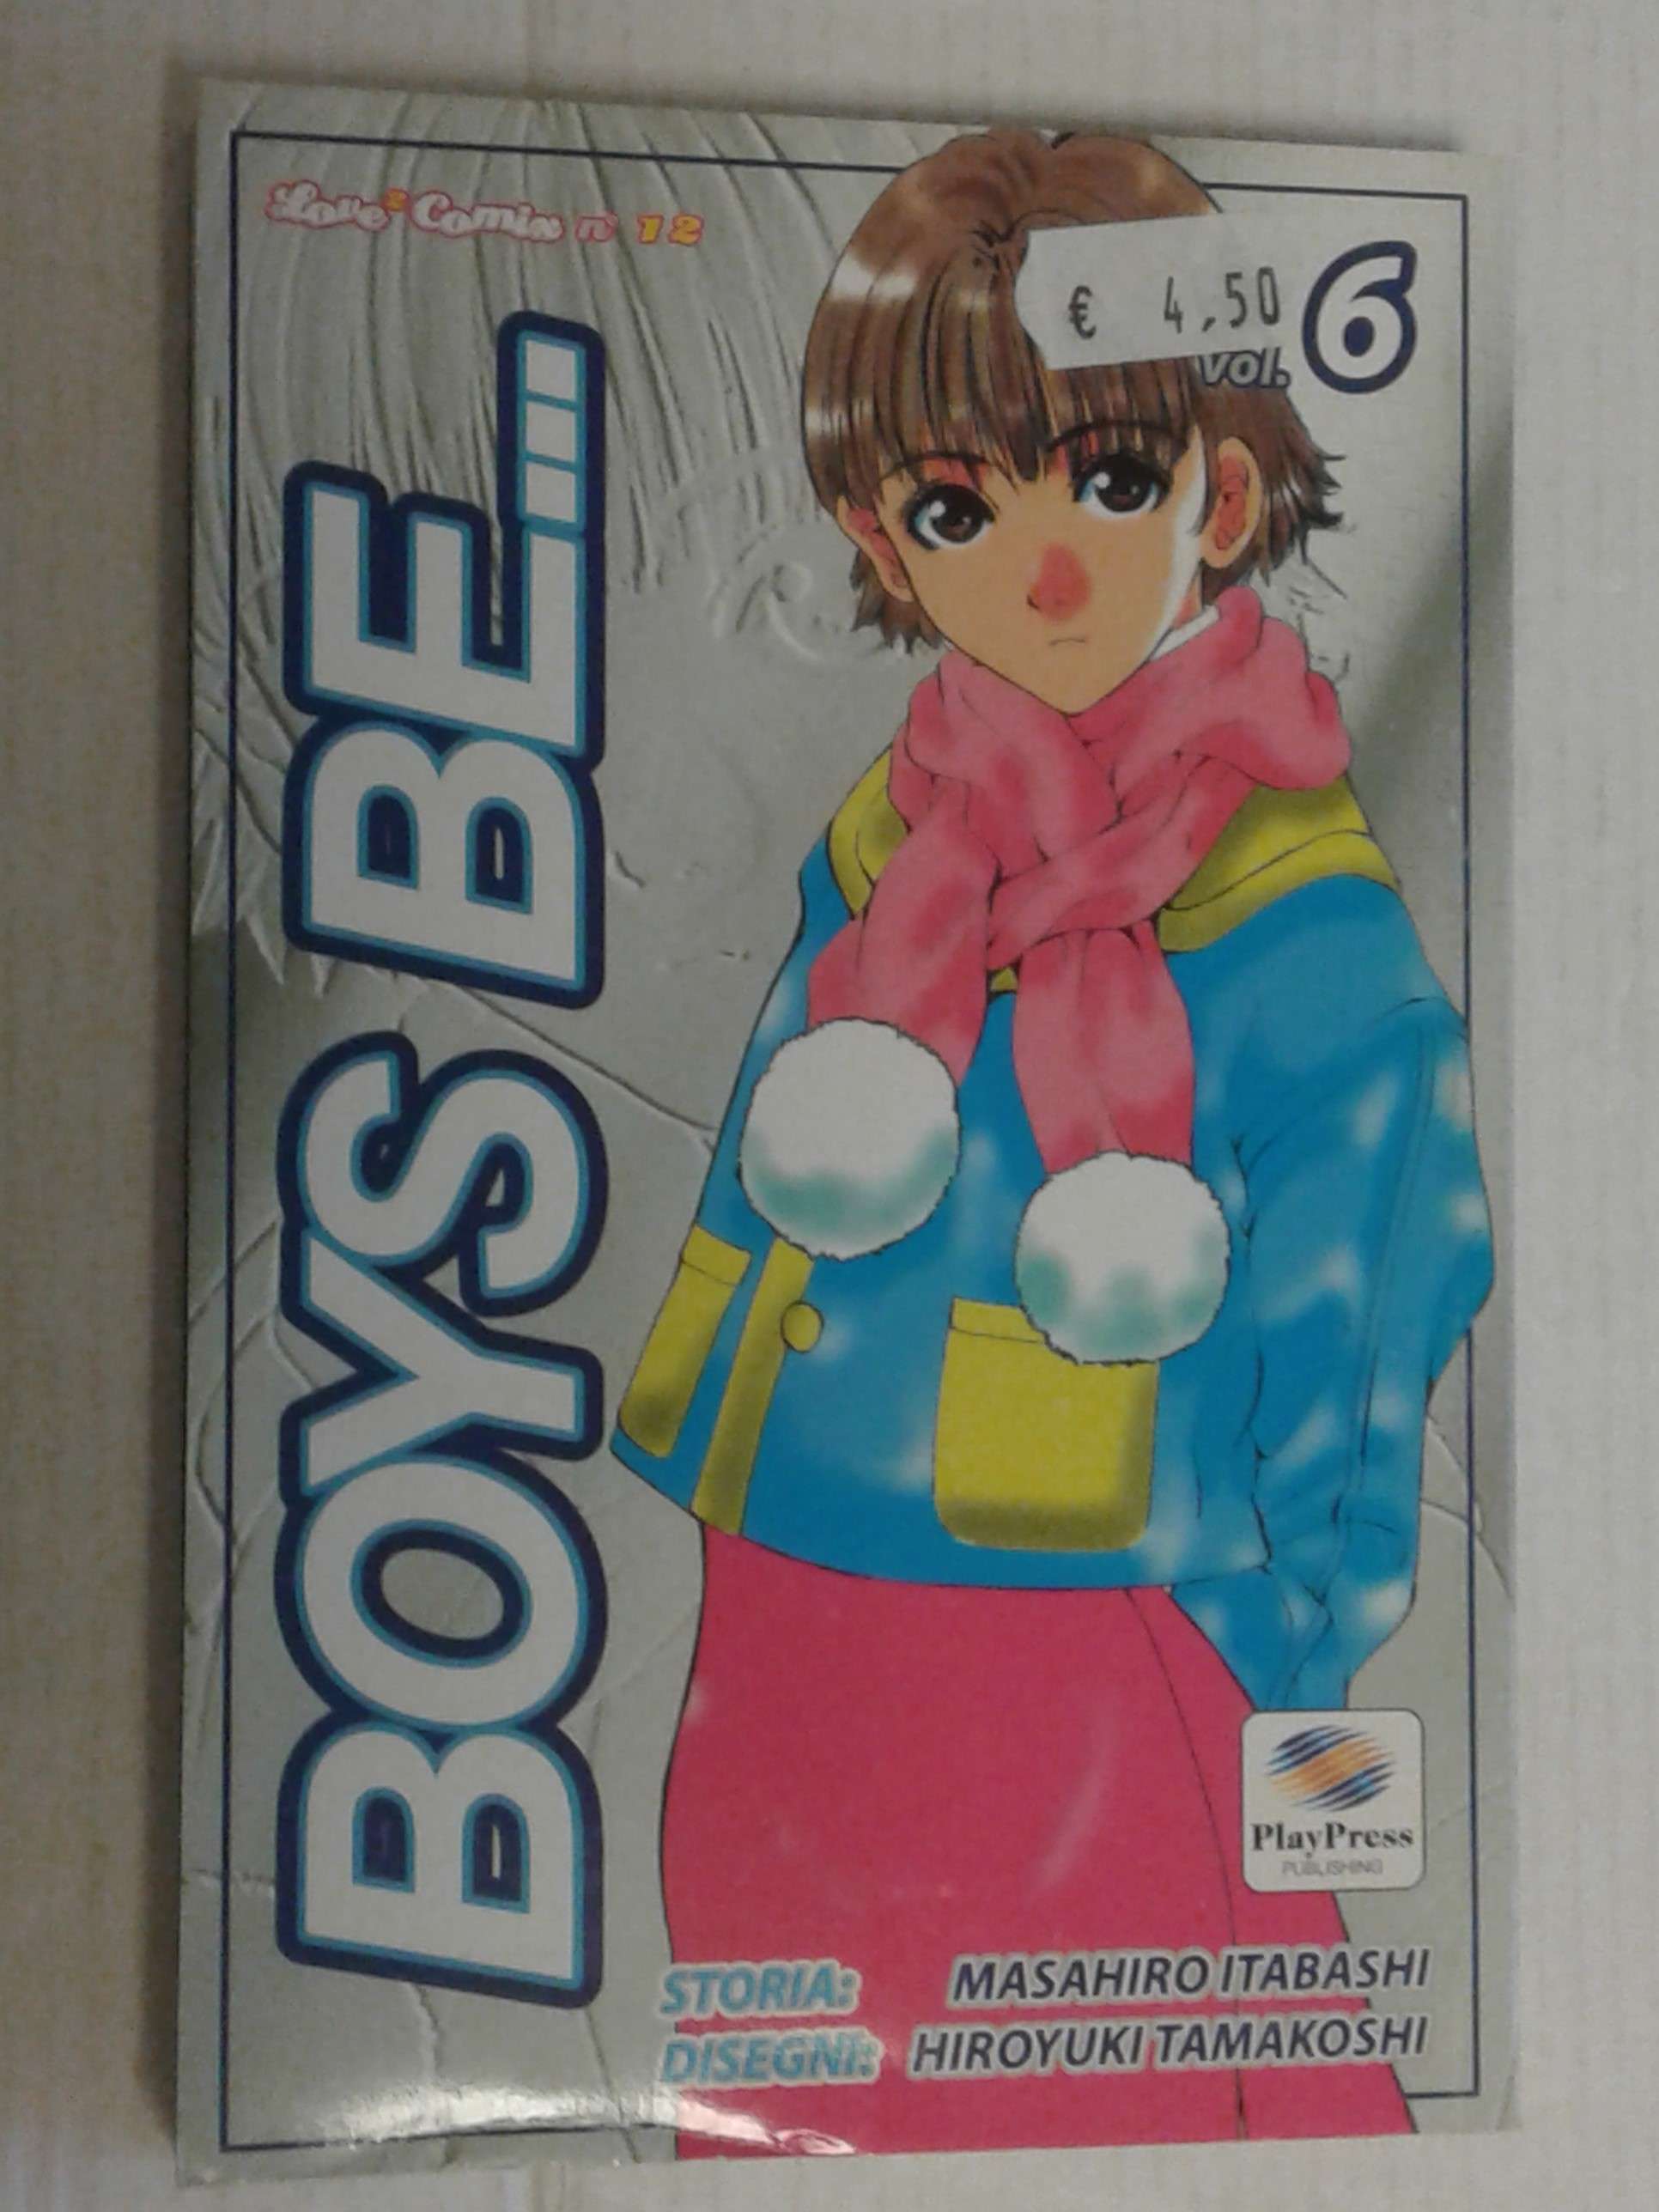 Love² Comix n° 12
€ 4,50
vol. 6
BOYS BE...
PlayPress
PUBLISHING
STORIA: MASAHIRO ITABASHI
DISEGNI: HIROYUKI TAMAKOSHI